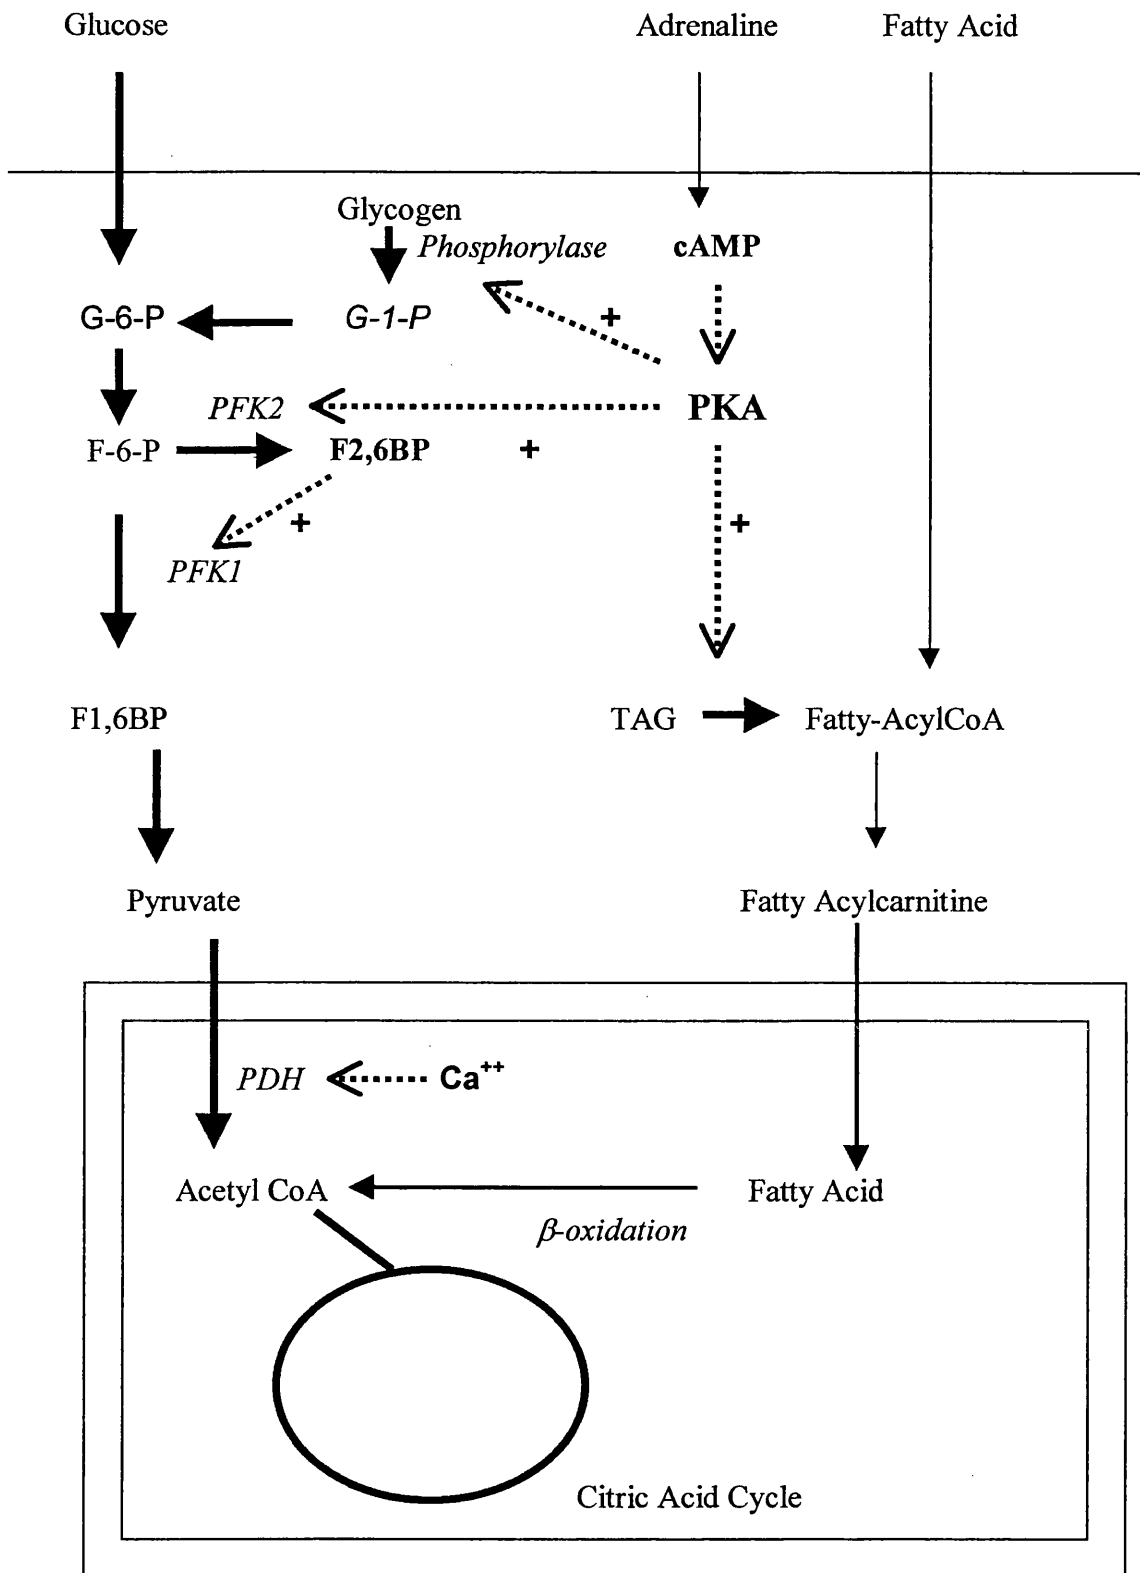 Glucose
Adrenaline
Fatty Acid
Glycogen
Phosphorylase
cAMP
G-6-P
G-1-P
+
PFK2
PKA
F-6-P
F2,6BP
+
+
+
PFK1
F1,6BP
TAG
Fatty-AcylCoA
Pyruvate
Fatty Acylcarnitine
PDH
Ca++
Acetyl CoA
Fatty Acid
β-oxidation
Citric Acid Cycle